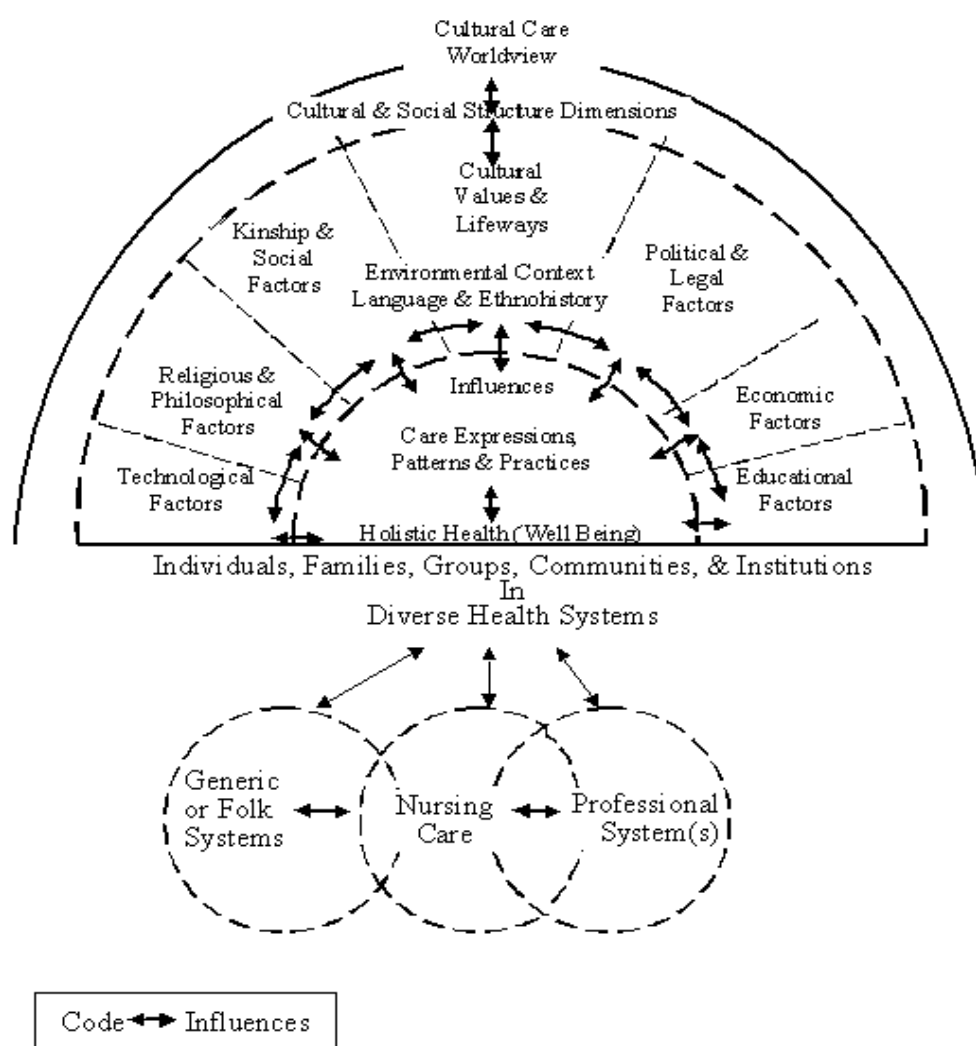 Cultural Care
Worldview
Cultural & Social Structure Dimensions
Cultural
Values &
Lifeways
Kinship &
Social
Factors
Environmental Context
Language & Ethnohistory
Political &
Legal
Factors
Religious &
Philosophical
Factors
Influences
Economic
Factors
Care Expressions,
Patterns & Practices
Technological
Factors
Educational
Factors
Holistic Health (Well Being)
Individuals, Families, Groups, Communities, & Institutions
In
Diverse Health Systems
Generic
or Folk
Systems
Nursing
Care
Professional
System(s)
Code Influences